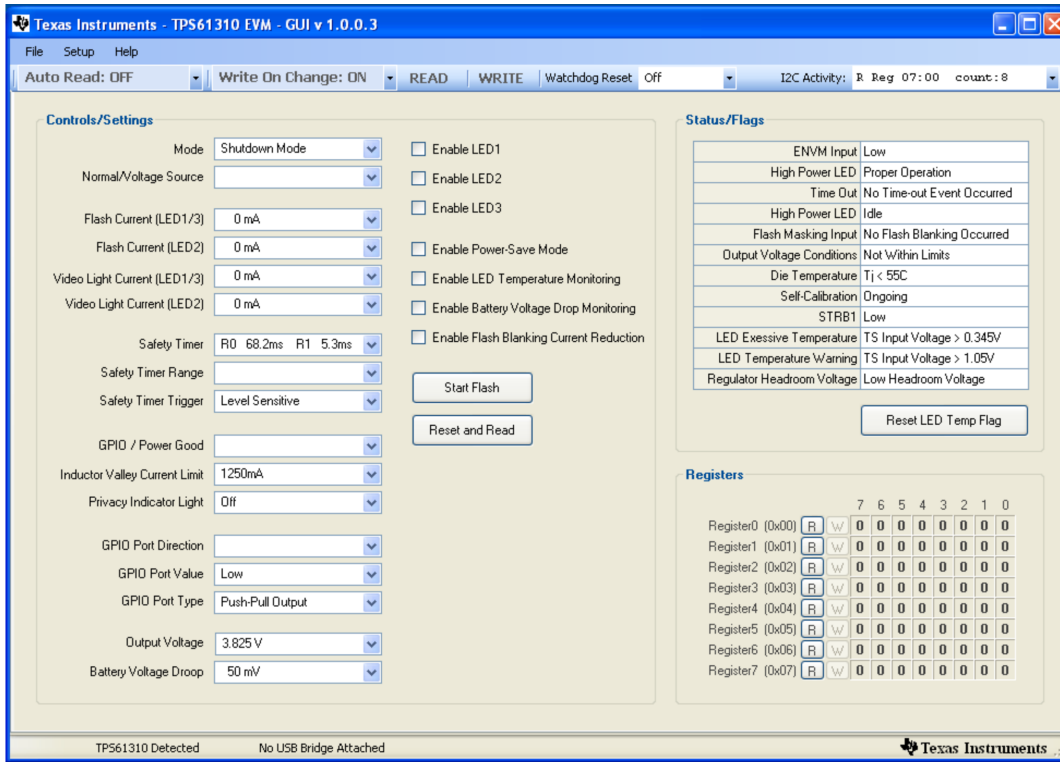 Texas Instruments - TPS61310 EVM - GUI v 1.0.0.3
File Setup Help
Auto Read: OFF Write On Change: ON READ WRITE Watchdog Reset Off I2C Activity: R Reg 07:00 count:8
Controls/Settings
Mode Shutdown Mode
Normal/Voltage Source
Flash Current (LED1/3) 0 mA
Flash Current (LED2) 0 mA
Video Light Current (LED1/3) 0 mA
Video Light Current (LED2) 0 mA
Safety Timer R0 68.2ms R1 5.3ms
Safety Timer Range
Safety Timer Trigger Level Sensitive
GPIO / Power Good
Inductor Valley Current Limit 1250mA
Privacy Indicator Light Off
GPIO Port Direction
GPIO Port Value Low
GPIO Port Type Push-Pull Output
Output Voltage 3.825 V
Battery Voltage Droop 50 mV
Enable LED1
Enable LED2
Enable LED3
Enable Power-Save Mode
Enable LED Temperature Monitoring
Enable Battery Voltage Drop Monitoring
Enable Flash Blanking Current Reduction
Start Flash
Reset and Read
Status/Flags
ENVM Input Low
High Power LED Proper Operation
Time Out No Time-out Event Occurred
High Power LED Idle
Flash Masking Input No Flash Blanking Occurred
Output Voltage Conditions Not Within Limits
Die Temperature Tj < 55C
Self-Calibration Ongoing
STRB1 Low
LED Exessive Temperature TS Input Voltage > 0.345V
LED Temperature Warning TS Input Voltage > 1.05V
Regulator Headroom Voltage Low Headroom Voltage
Reset LED Temp Flag
Registers
7 6 5 4 3 2 1 0
Register0 (0x00) R W 0 0 0 0 0 0 0 0
Register1 (0x01) R W 0 0 0 0 0 0 0 0
Register2 (0x02) R W 0 0 0 0 0 0 0 0
Register3 (0x03) R W 0 0 0 0 0 0 0 0
Register4 (0x04) R W 0 0 0 0 0 0 0 0
Register5 (0x05) R W 0 0 0 0 0 0 0 0
Register6 (0x06) R W 0 0 0 0 0 0 0 0
Register7 (0x07) R W 0 0 0 0 0 0 0 0
TPS61310 Detected No USB Bridge Attached Texas Instruments